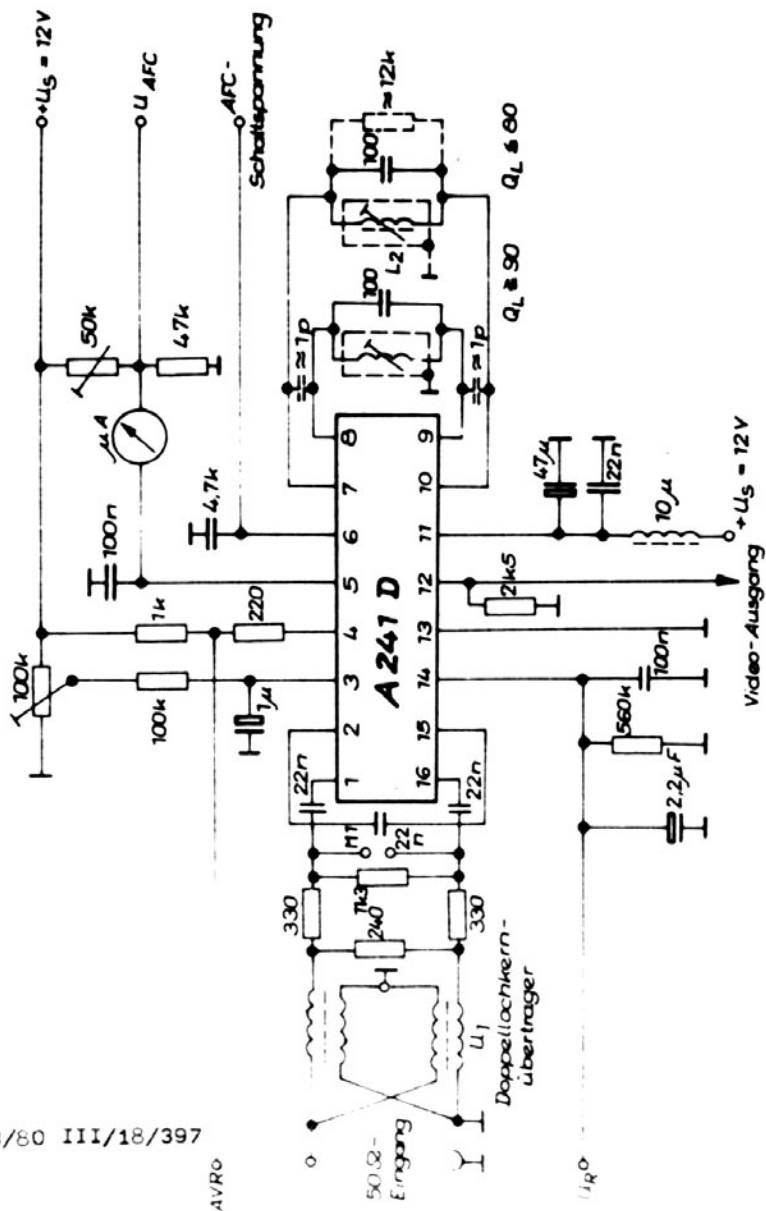 +U_S = 12V
U_AFC
AFC-
Schaltspannung
50k
47k
µA
100k
1k
100n
4,7k
100k
220
1µ
≈1p
100
L2
100
≈12k
1 2 3 4 5 6 7 8
A 241 D
16 15 14 13 12 11 10 9
≈1p
Q_L ≤ 90
Q_L ≤ 80
22n
M1
22
n
22n
330
1k3
240
330
Ü1
Doppellochkern-
übertrager
50Ω-
Eingang
AVR
U_R
2,2µF
560k
100n
2k5
47µ
22n
10µ
+U_S = 12V
Video-Ausgang
/80 III/18/397